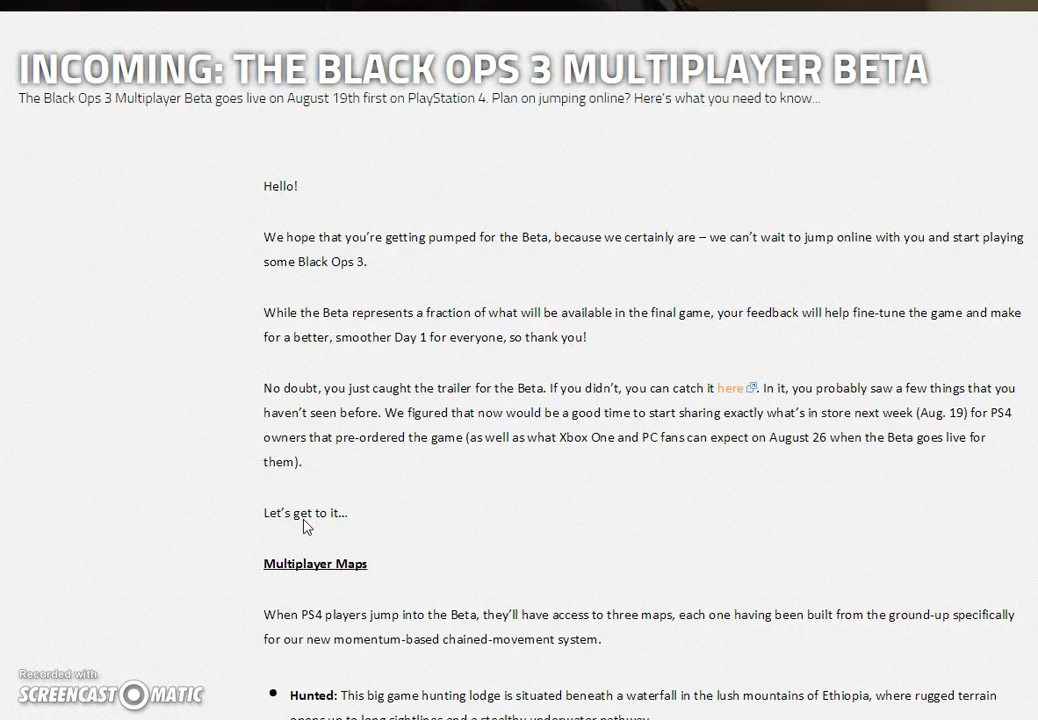 INCOMING: THE BLACK OPS 3 MULTIPLAYER BETA
The Black Ops 3 Multiplayer Beta goes live on August 19th first on PlayStation 4. Plan on jumping online? Here's what you need to know...
Hello!
We hope that you're getting pumped for the Beta, because we certainly are – we can't wait to jump online with you and start playing
some Black Ops 3.
While the Beta represents a fraction of what will be available in the final game, your feedback will help fine-tune the game and make
for a better, smoother Day 1 for everyone, so thank you!
No doubt, you just caught the trailer for the Beta. If you didn't, you can catch it here. In it, you probably saw a few things that you
haven't seen before. We figured that now would be a good time to start sharing exactly what's in store next week (Aug. 19) for PS4
owners that pre-ordered the game (as well as what Xbox One and PC fans can expect on August 26 when the Beta goes live for
them).
Let's get to it...
Multiplayer Maps
When PS4 players jump into the Beta, they'll have access to three maps, each one having been built from the ground-up specifically
for our new momentum-based chained-movement system.
• Hunted: This big game hunting lodge is situated beneath a waterfall in the lush mountains of Ethiopia, where rugged terrain
opens up to long sightlines and a stealthy underwater pathway.
Recorded with
SCREENCAST MATIC